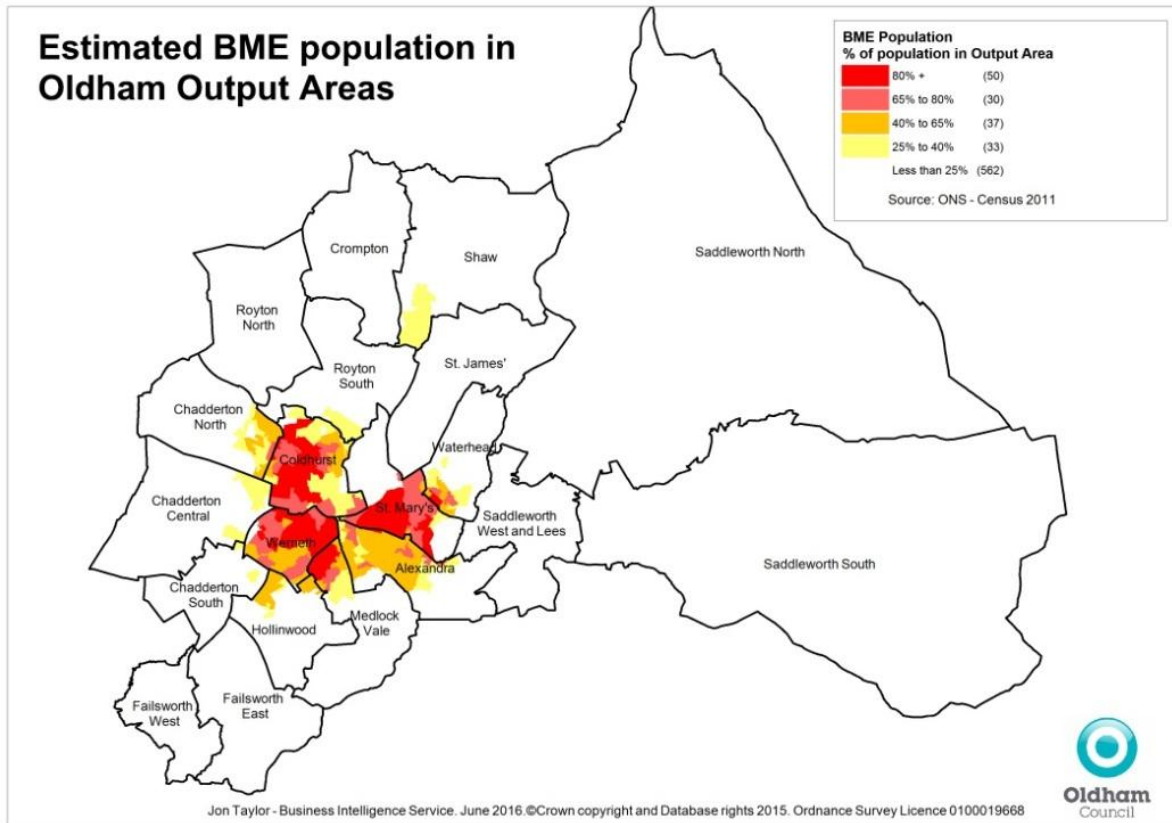 Estimated BME population in
Oldham Output Areas
BME Population
% of population in Output Area
80% + (50)
65% to 80% (30)
40% to 65% (37)
25% to 40% (33)
Less than 25% (562)
Source: ONS - Census 2011
Crompton
Shaw
Saddleworth North
Royton
North
Royton
South
St. James'
Chadderton
North
Waterhead
Coldhurst
Chadderton
Central
St. Mary's
Saddleworth
West and Lees
Werneth
Alexandra
Saddleworth South
Chadderton
South
Medlock
Vale
Hollinwood
Failsworth
East
Failsworth
West
Oldham
Council
Jon Taylor - Business Intelligence Service. June 2016.©Crown copyright and Database rights 2015. Ordnance Survey Licence 0100019668